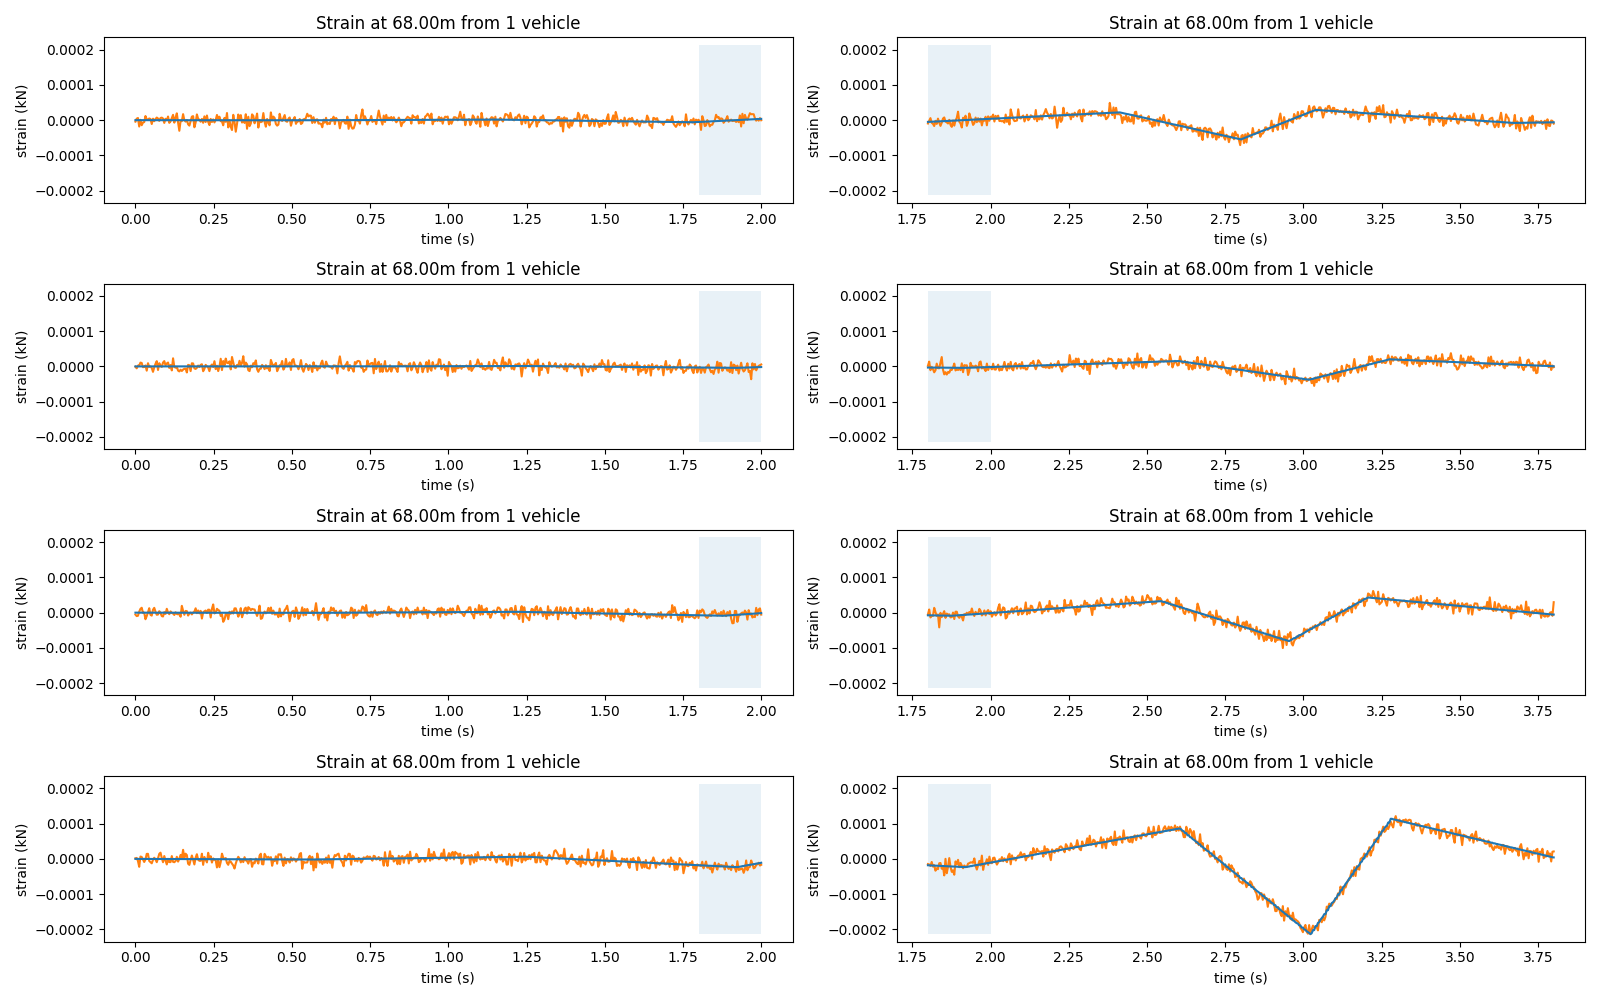 Strain at 68.00m from 1 vehicle Strain at 68.00m from 1 vehicle
0.0002 0.0002
0.0001 0.0001
0.0000 0.0000
−0.0001 −0.0001
−0.0002 −0.0002
strain (kN) strain (kN)
0.00 0.25 0.50 0.75 1.00 1.25 1.50 1.75 2.00 1.75 2.00 2.25 2.50 2.75 3.00 3.25 3.50 3.75
time (s) time (s)
Strain at 68.00m from 1 vehicle Strain at 68.00m from 1 vehicle
0.0002 0.0002
0.0001 0.0001
0.0000 0.0000
−0.0001 −0.0001
−0.0002 −0.0002
strain (kN) strain (kN)
0.00 0.25 0.50 0.75 1.00 1.25 1.50 1.75 2.00 1.75 2.00 2.25 2.50 2.75 3.00 3.25 3.50 3.75
time (s) time (s)
Strain at 68.00m from 1 vehicle Strain at 68.00m from 1 vehicle
0.0002 0.0002
0.0001 0.0001
0.0000 0.0000
−0.0001 −0.0001
−0.0002 −0.0002
strain (kN) strain (kN)
0.00 0.25 0.50 0.75 1.00 1.25 1.50 1.75 2.00 1.75 2.00 2.25 2.50 2.75 3.00 3.25 3.50 3.75
time (s) time (s)
Strain at 68.00m from 1 vehicle Strain at 68.00m from 1 vehicle
0.0002 0.0002
0.0001 0.0001
0.0000 0.0000
−0.0001 −0.0001
−0.0002 −0.0002
strain (kN) strain (kN)
0.00 0.25 0.50 0.75 1.00 1.25 1.50 1.75 2.00 1.75 2.00 2.25 2.50 2.75 3.00 3.25 3.50 3.75
time (s) time (s)